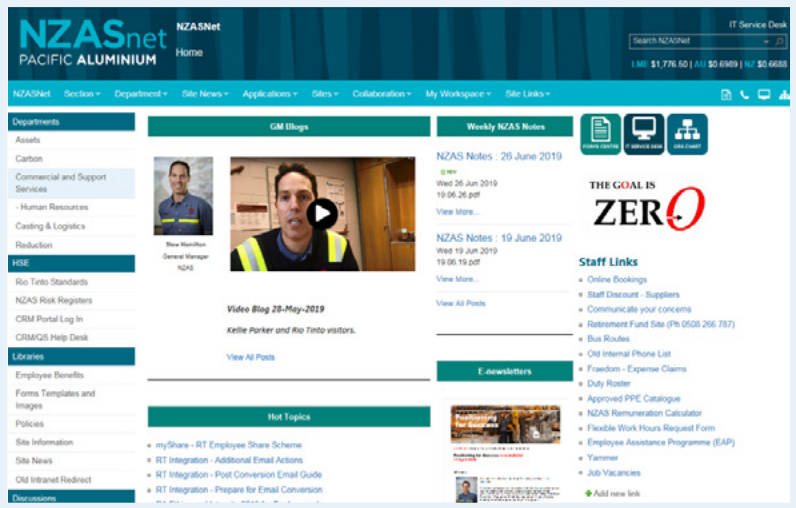 NZASnet
PACIFIC ALUMINIUM
NZASNet
Home
IT Service Desk
Search NZASNet
LME $1,776.50 | AU $0.6989 | NZ $0.6688
NZASNet Section Department Site News Applications Sites Collaboration My Workspace Site Links
Departments
Assets
Carbon
Commercial and Support
Services
- Human Resources
Casting & Logistics
Reduction
HSE
Rio Tinto Standards
NZAS Risk Registers
CRM Portal Log In
CRM/QS Help Desk
Libraries
Employee Benefits
Forms Templates and
Images
Policies
Site Information
Site News
Old Intranet Redirect
Discussions
GM Blogs
Stew Hamilton
General Manager
NZAS
Video Blog 28-May-2019
Kellie Parker and Rio Tinto visitors.
View All Posts
Hot Topics
myShare - RT Employee Share Scheme
RT Integration - Additional Email Actions
RT Integration - Post Conversion Email Guide
RT Integration - Prepare for Email Conversion
Weekly NZAS Notes
NZAS Notes : 26 June 2019
NEW
Wed 26 Jun 2019
19.06.26.pdf
View More...
NZAS Notes : 19 June 2019
Wed 19 Jun 2019
19.06.19.pdf
View More...
View All Posts
E-newsletters
Positioning
for Success
FORMS CENTRE
IT SERVICE DESK
ORG CHART
THE GOAL IS
ZERO
Staff Links
Online Bookings
Staff Discount - Suppliers
Communicate your concerns
Retirement Fund Site (Ph 0508 266 787)
Bus Routes
Old Internal Phone List
Fraedom - Expense Claims
Duty Roster
Approved PPE Catalogue
NZAS Remuneration Calculator
Flexible Work Hours Request Form
Employee Assistance Programme (EAP)
Yammer
Job Vacancies
Add new link